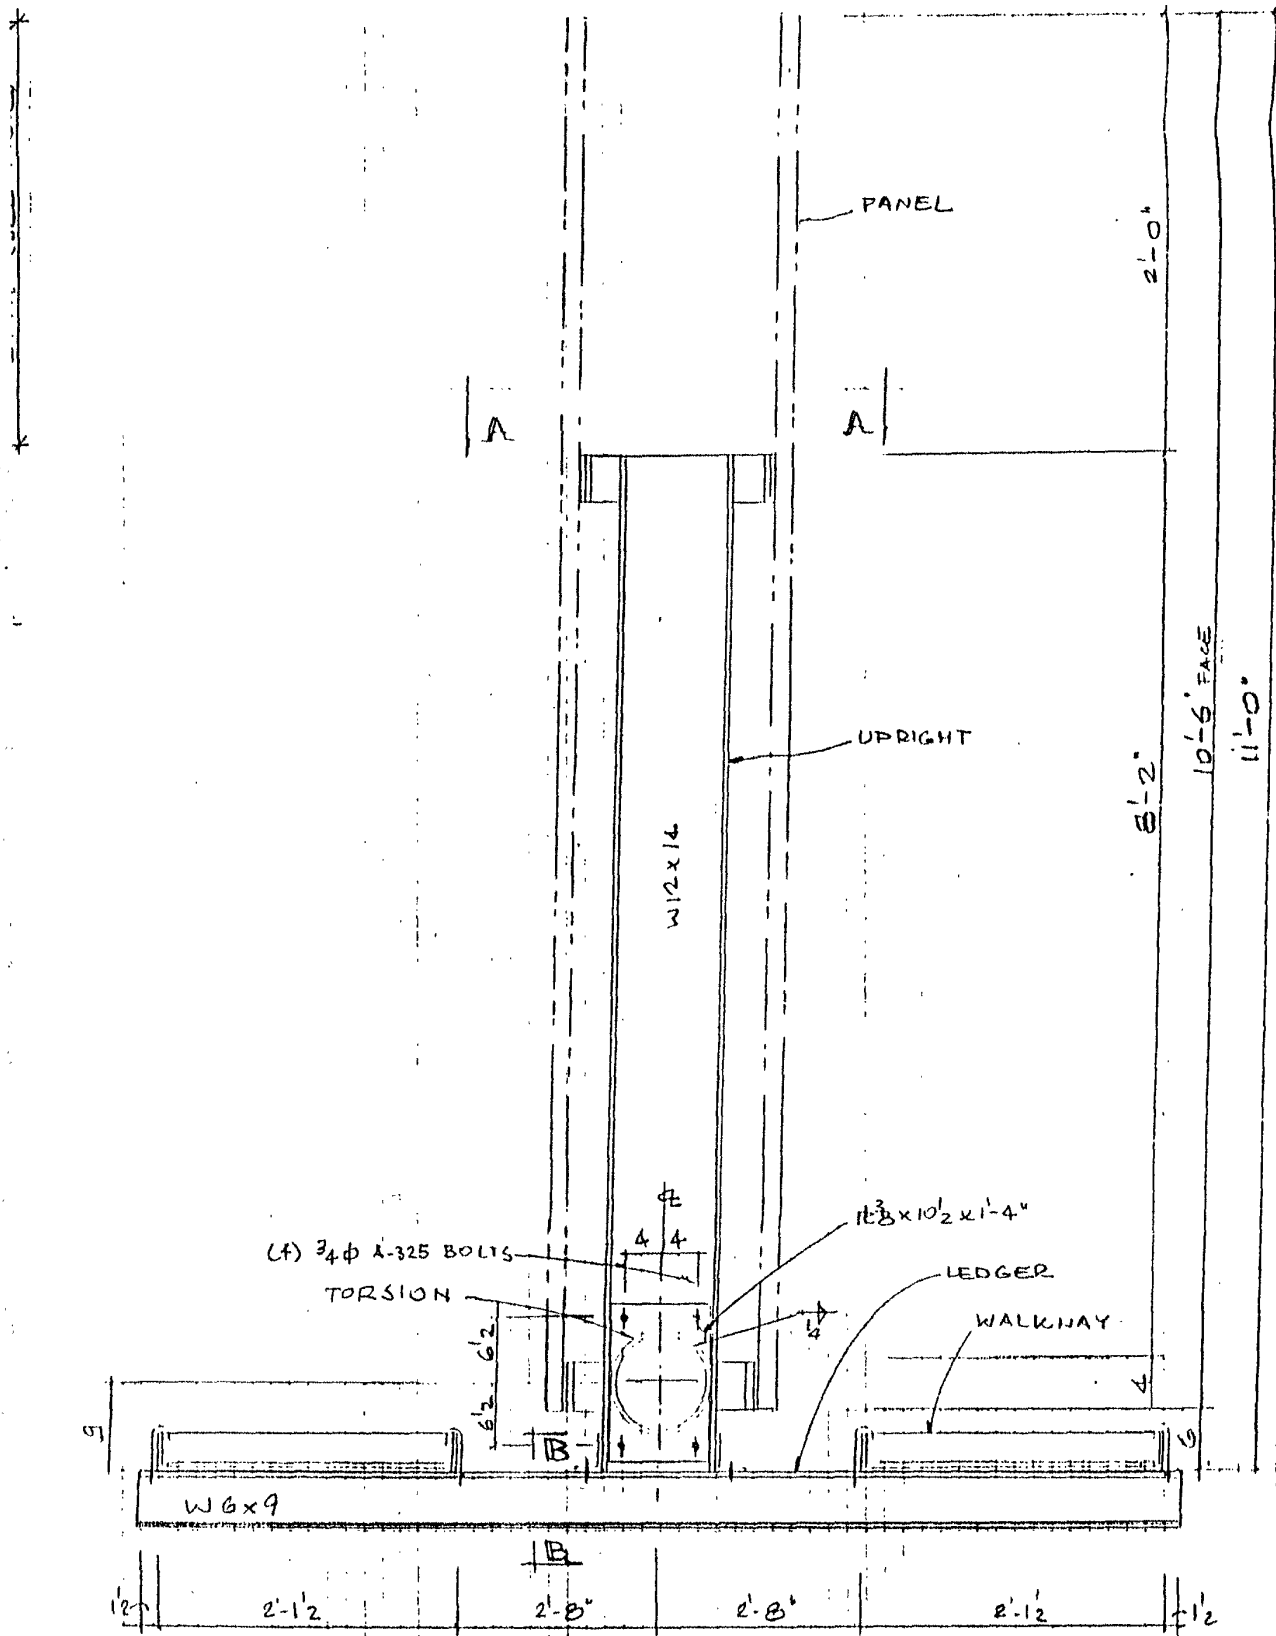 PANEL
2'-0"
A
A
10'-6' FACE
11'-0"
UPRIGHT
8'-2"
W12x14
℄
4 4
(4) 3/4 φ A-325 BOLTS
PL 3/8 x 10 1/2 x 1'-4"
TORSION
LEDGER
WALKWAY
1/4
6 1/2
6 1/2
4
9
6
B
W6x9
B
1 1/2
2'-1 1/2
2'-8"
2'-8"
2'-1 1/2
1 1/2